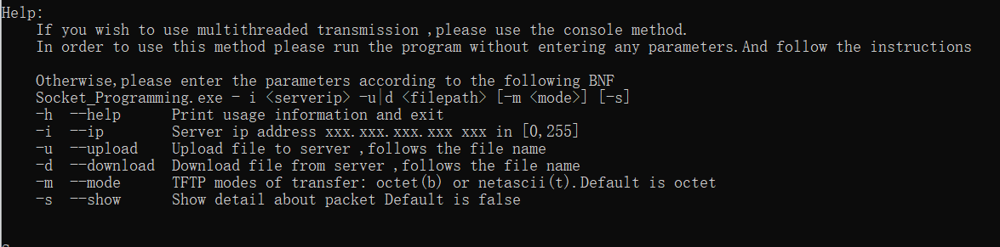 Help:
If you wish to use multithreaded transmission ,please use the console method.
In order to use this method please run the program without entering any parameters.And follow the instructions
Otherwise,please enter the parameters according to the following BNF
Socket_Programming.exe - i <serverip> -u|d <filepath> [-m <mode>] [-s]
-h --help Print usage information and exit
-i --ip Server ip address xxx.xxx.xxx.xxx xxx in [0,255]
-u --upload Upload file to server ,follows the file name
-d --download Download file from server ,follows the file name
-m --mode TFTP modes of transfer: octet(b) or netascii(t).Default is octet
-s --show Show detail about packet Default is false